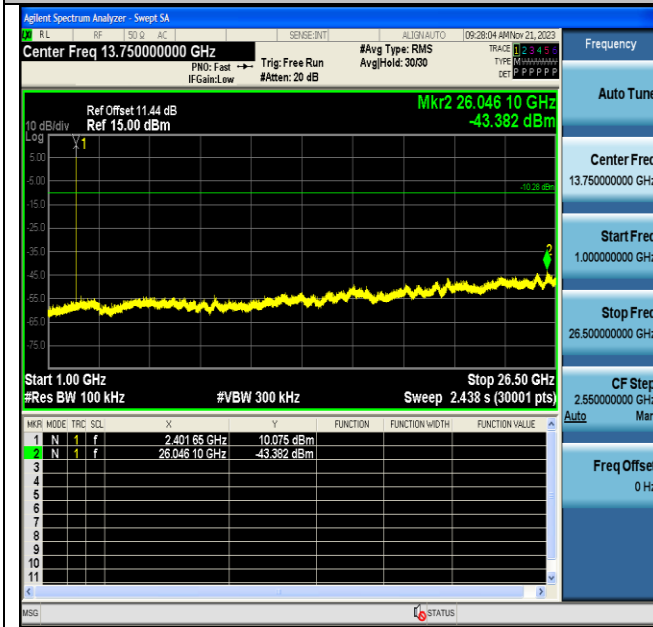 Agilent Spectrum Analyzer - Swept SA
RL RF 50 Ω AC SENSE:INT ALIGN AUTO 09:28:04 AM Nov 21, 2023
Center Freq 13.750000000 GHz
PNO: Fast
IFGain:Low
Trig: Free Run
#Atten: 20 dB
#Avg Type: RMS
Avg|Hold: 30/30
TRACE 1 2 3 4 5 6
TYPE M
DET P P P P P P
Mkr2 26.046 10 GHz
-43.382 dBm
Ref Offset 11.44 dB
10 dB/div Ref 15.00 dBm
Log
1
5.00
-5.00
-10.28 dBm
-15.0
-25.0
2
-35.0
-45.0
-55.0
-65.0
-75.0
Start 1.00 GHz Stop 26.50 GHz
#Res BW 100 kHz #VBW 300 kHz Sweep 2.438 s (30001 pts)
MKR MODE TRC SCL X Y FUNCTION FUNCTION WIDTH FUNCTION VALUE
1 N 1 f 2.401 65 GHz 10.075 dBm
2 N 1 f 26.046 10 GHz -43.382 dBm
3
4
5
6
7
8
9
10
11
MSG STATUS
Frequency
Auto Tune
Center Freq
13.750000000 GHz
Start Freq
1.000000000 GHz
Stop Freq
26.500000000 GHz
CF Step
2.550000000 GHz
Auto Man
Freq Offset
0 Hz